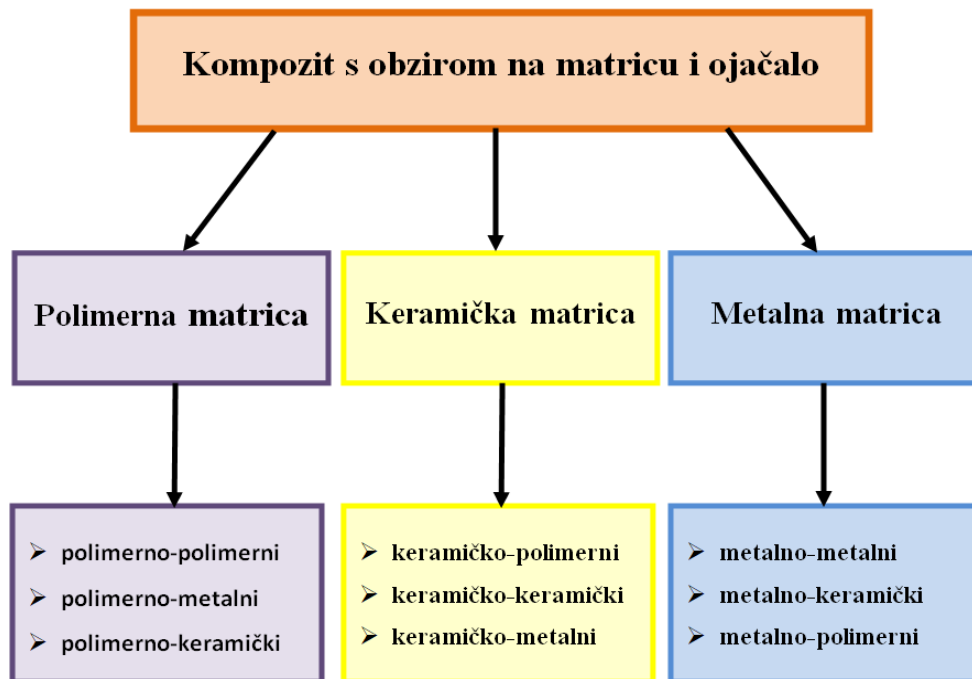 Kompozit s obzirom na matricu i ojačalo
Polimerna matrica
Keramička matrica
Metalna matrica
➢ polimerno-polimerni
➢ polimerno-metalni
➢ polimerno-keramički
➢ keramičko-polimerni
➢ keramičko-keramički
➢ keramičko-metalni
➢ metalno-metalni
➢ metalno-keramički
➢ metalno-polimerni